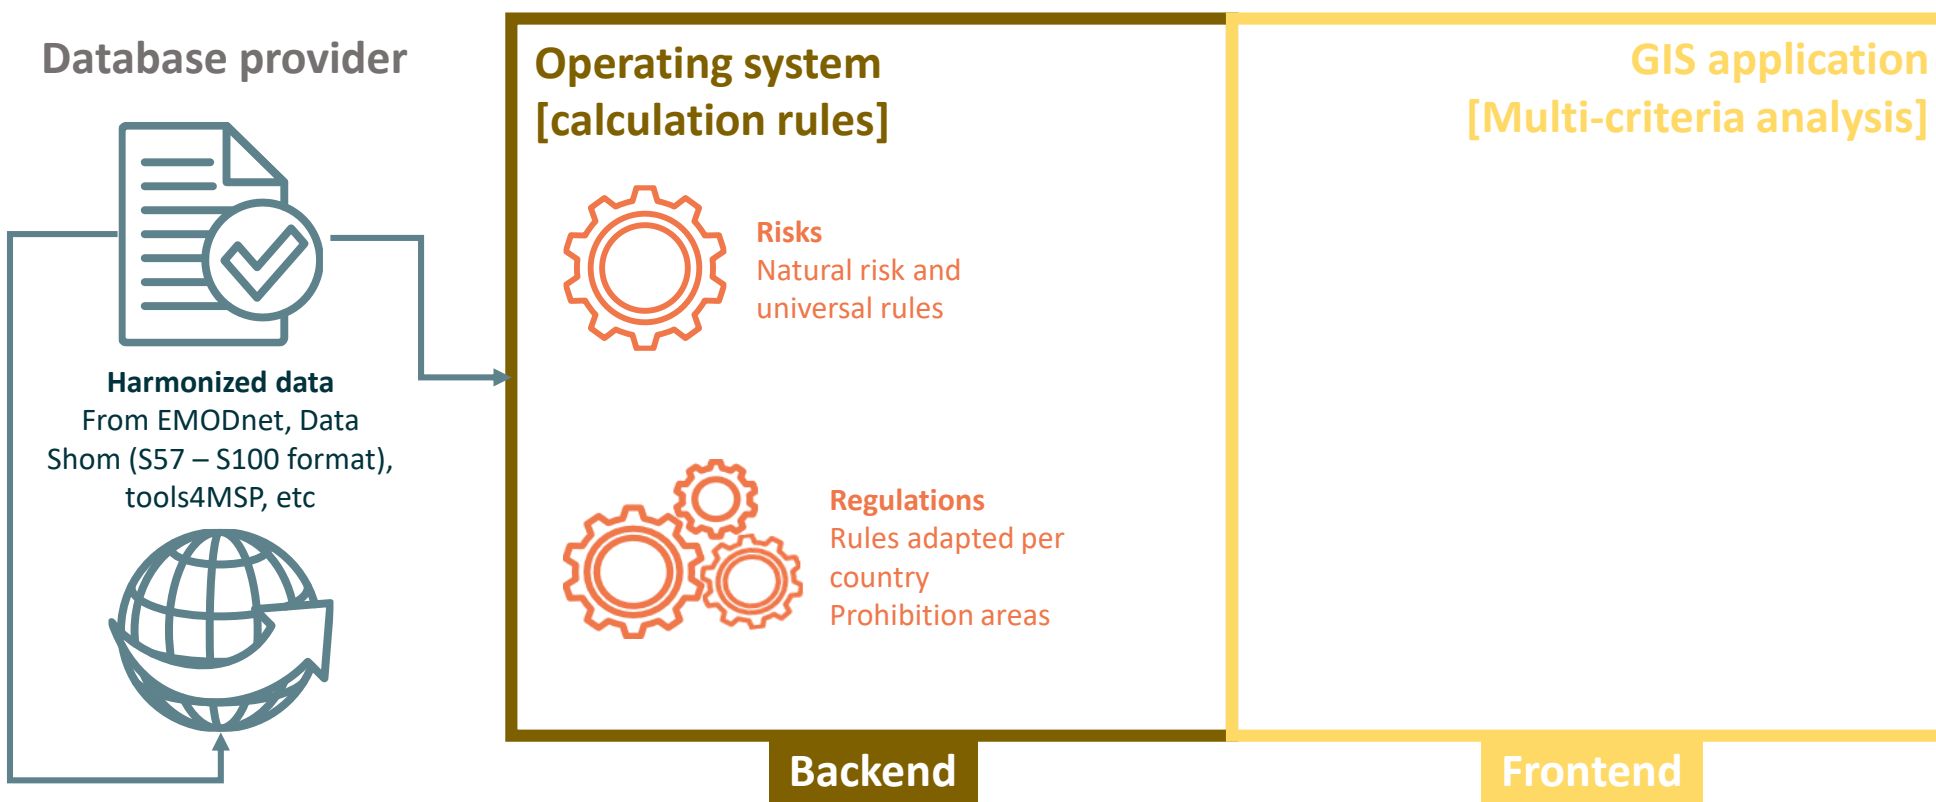 Database provider
Harmonized data
From EMODnet, Data
Shom (S57 – S100 format),
tools4MSP, etc
Operating system
[calculation rules]
Risks
Natural risk and
universal rules
Regulations
Rules adapted per
country
Prohibition areas
Backend
GIS application
[Multi-criteria analysis]
Frontend